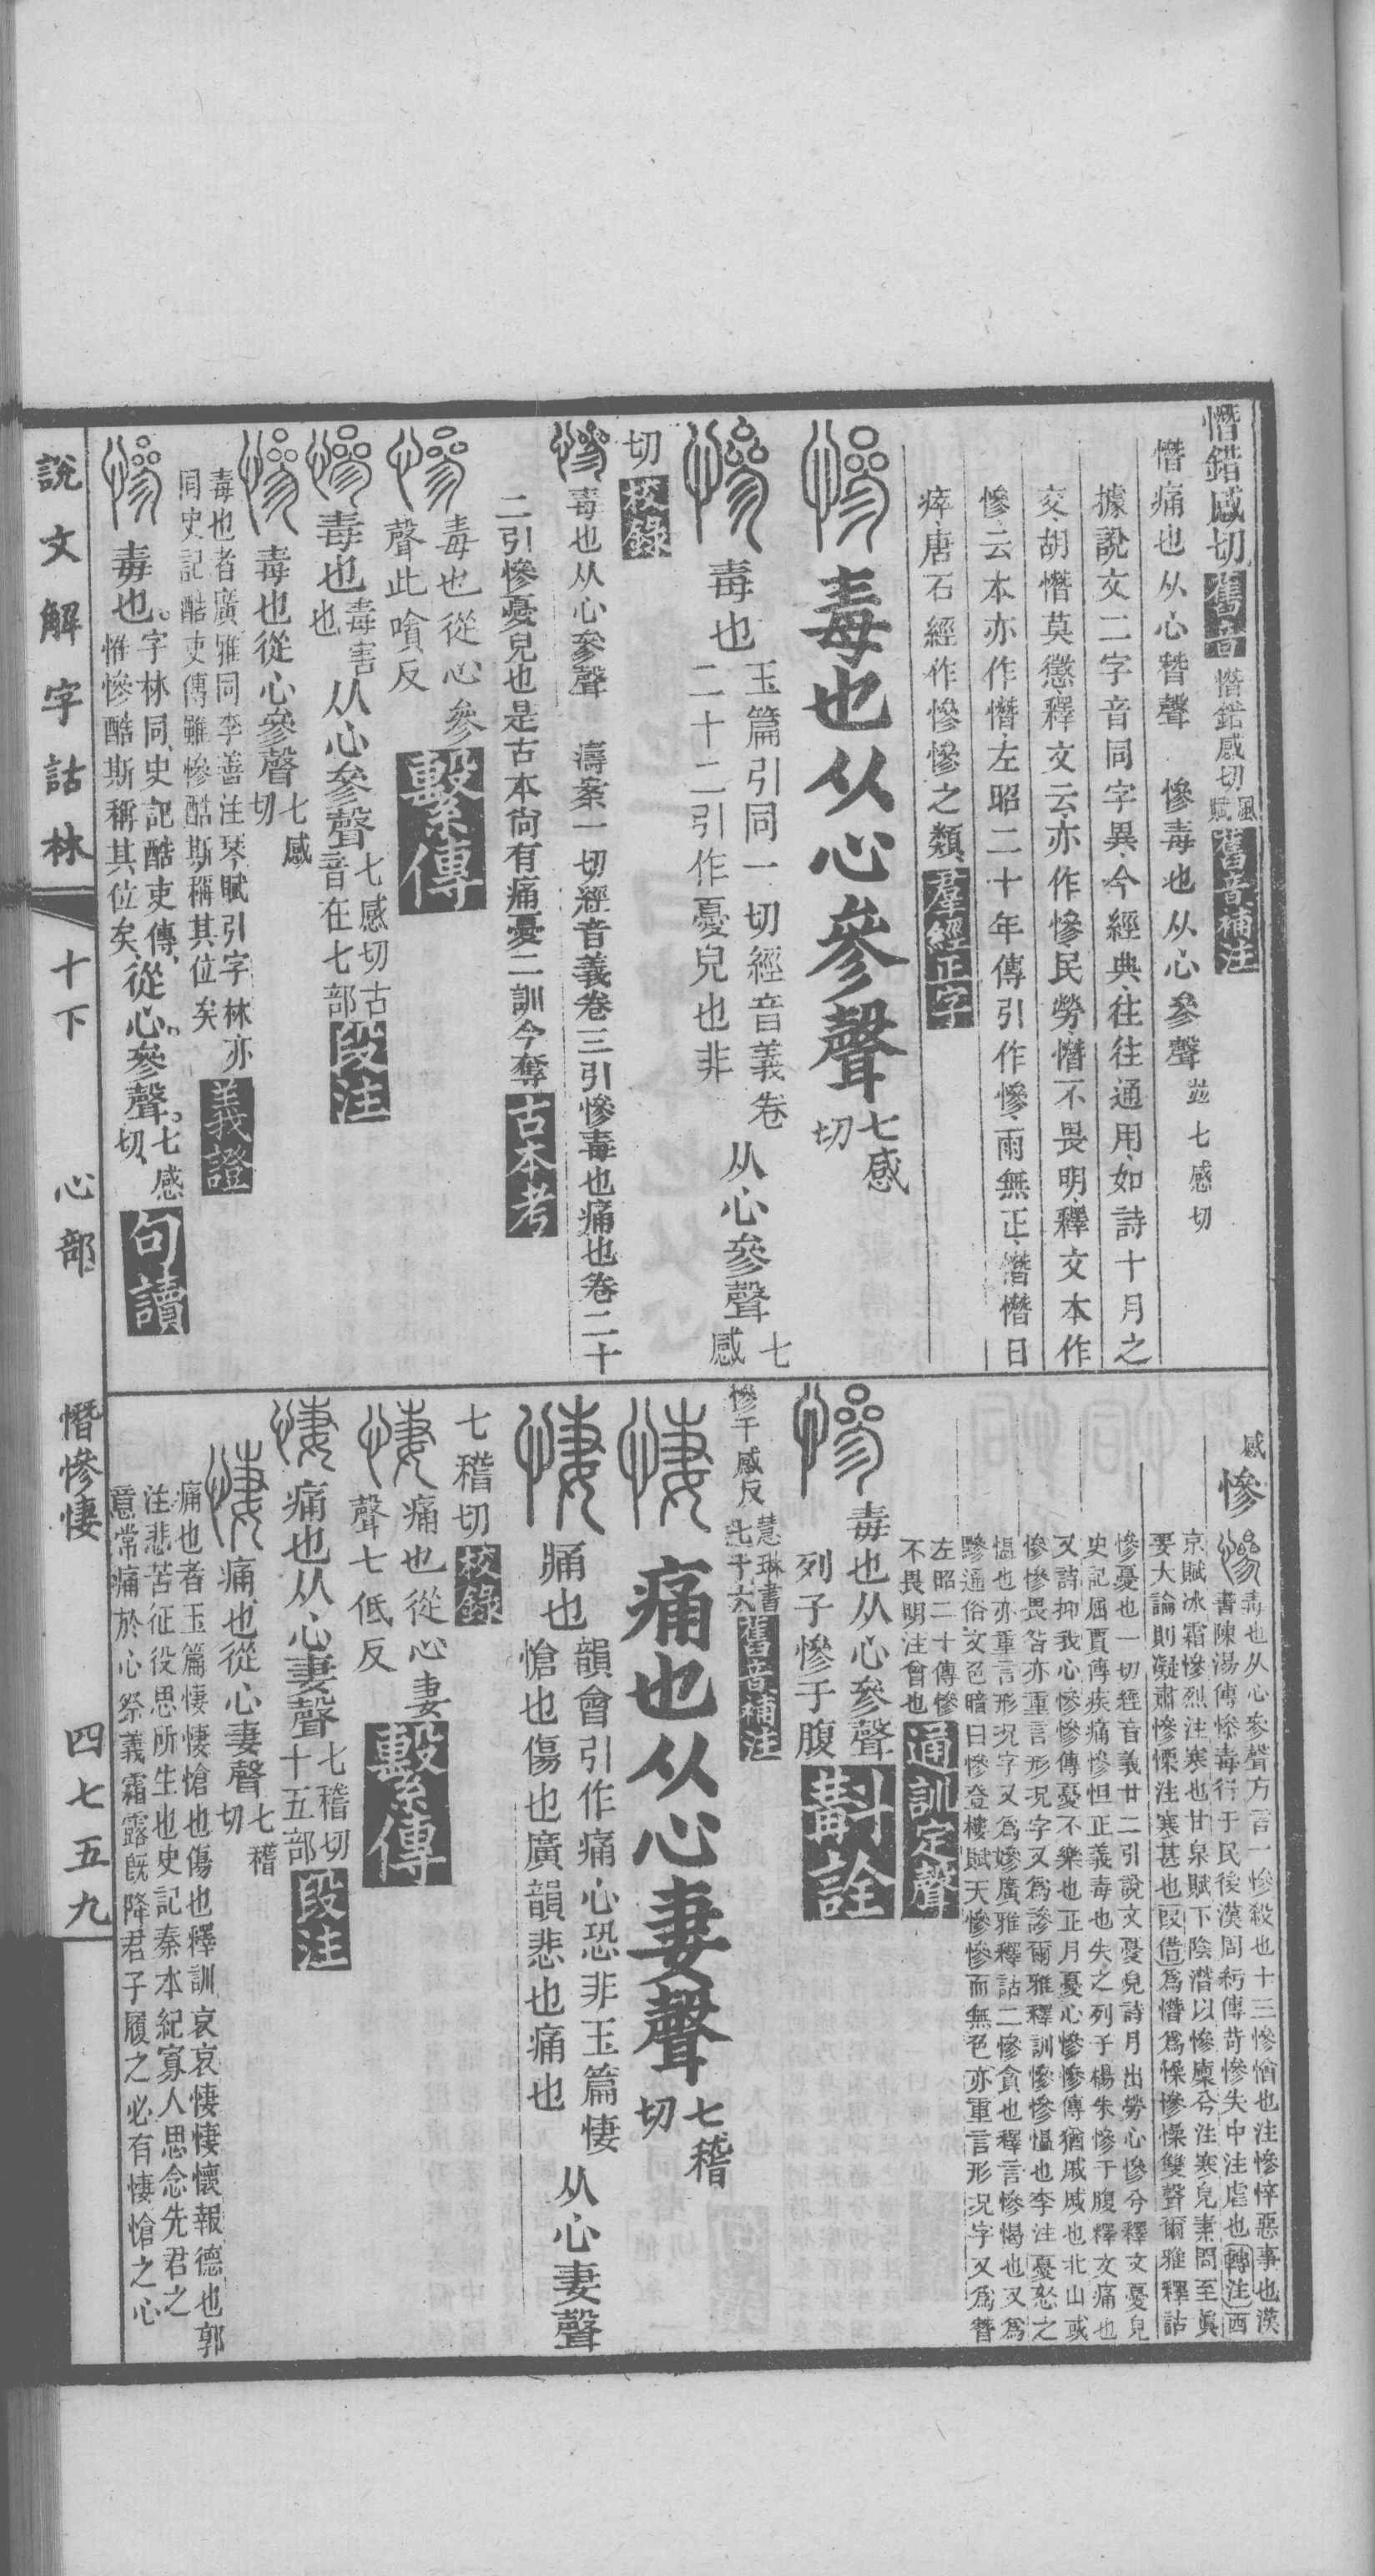 憯錯感切舊音 憯錯感切風賦舊音補注
憯痛也从心朁聲 慘毒也从心參聲 並七感切
據說文二字音同字異今經典往往通用如詩十月之
交胡憯莫懲釋文云亦作慘民勞憯不畏明釋文本作
慘云本亦作憯左昭二十年傳引作慘雨無正憯憯日
瘁唐石經作慘慘之類羣經正字
慘 毒也从心參聲七感切
慘 毒也玉篇引同一切經音義卷二十二引作憂皃也非从心參聲七感
切校錄
慘毒也从心參聲 濤案一切經音義卷三引慘毒也痛也卷二十
二引慘憂皃也是古本尚有痛憂二訓今奪古本考
慘毒也從心參
聲此噙反繫傳
慘毒也毒害也从心參聲七感切古音在七部段注
慘毒也從心參聲七感切
毒也者廣雅同李善注琴賦引字林亦
同史記酷吏傳雖慘酷斯稱其位矣義證
慘毒也。字林同、史記酷吏傳、惟慘酷斯稱其位矣、從心、參聲。七感切、句讀
感慘
慘毒也从心參聲方言一慘殺也十三慘惛也注慘悴惡事也漢
書陳湯傳慘毒行于民後漢周紆傳苛慘失中注虐也轉注西
京賦冰霜慘烈注寒也甘泉賦下陰潛以慘廩兮注寒皃素問至眞
要大論則凝肅慘慄注寒甚也叚借爲憯爲懆慘懆雙聲爾雅釋詁
慘憂也一切經音義廿二引說文憂皃詩月出勞心慘兮釋文憂皃
史記屈賈傳疾痛慘怛正義毒也失之列子楊朱慘于腹釋文痛也
又詩抑我心慘慘傳憂不樂也正月憂心慘慘傳猶戚戚也北山或
慘慘畏咎亦重言形況字又爲諺爾雅釋訓慘慘慍也李注憂怒之
慍也亦重言形況字又爲嫪廣雅釋詁二慘貪也釋言慘愒也又爲
黲通俗文色暗曰慘登樓賦天慘慘而無色亦重言形況字又爲朁
左昭二十傳慘
不畏明注曾也通訓定聲
慘毒也从心參聲
列子慘于腹斠詮
慘千感反慧琳書七十六舊音補注
悽 痛也从心妻聲七稽切
悽 痛也韻會引作痛心恐非玉篇悽愴也傷也廣韻悲也痛也从心妻聲
七稽切校錄
悽痛也從心妻
聲七低反繫傳
悽痛也从心妻聲七稽切十五部段注
悽痛也從心妻聲七稽切
痛也者玉篇悽悽愴也傷也釋訓哀哀悽悽懷報德也郭
注悲苦征役思所生也史記秦本紀寡人思念先君之
意常痛於心祭義霜露旣降君子履之必有悽愴之心
說文解字詁林 十下 心部 憯慘悽 四七五九